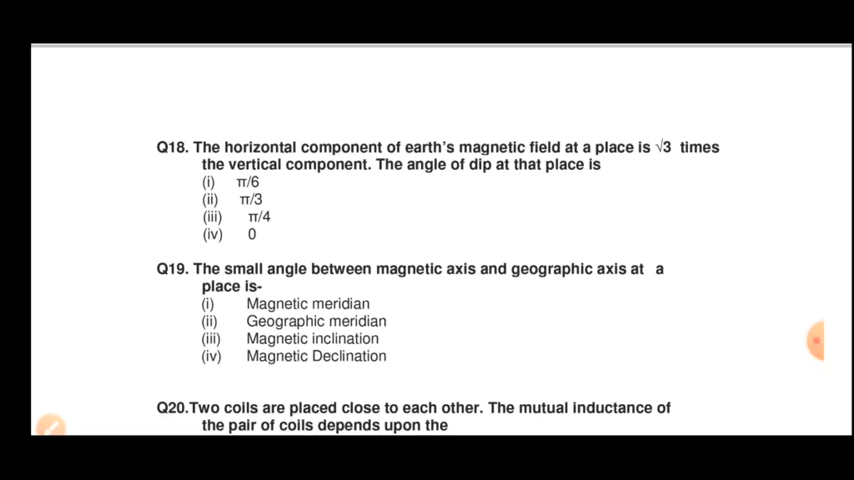 Q18. The horizontal component of earth's magnetic field at a place is √3 times
the vertical component. The angle of dip at that place is
(i) π/6
(ii) π/3
(iii) π/4
(iv) 0
Q19. The small angle between magnetic axis and geographic axis at a
place is-
(i) Magnetic meridian
(ii) Geographic meridian
(iii) Magnetic inclination
(iv) Magnetic Declination
Q20.Two coils are placed close to each other. The mutual inductance of
the pair of coils depends upon the